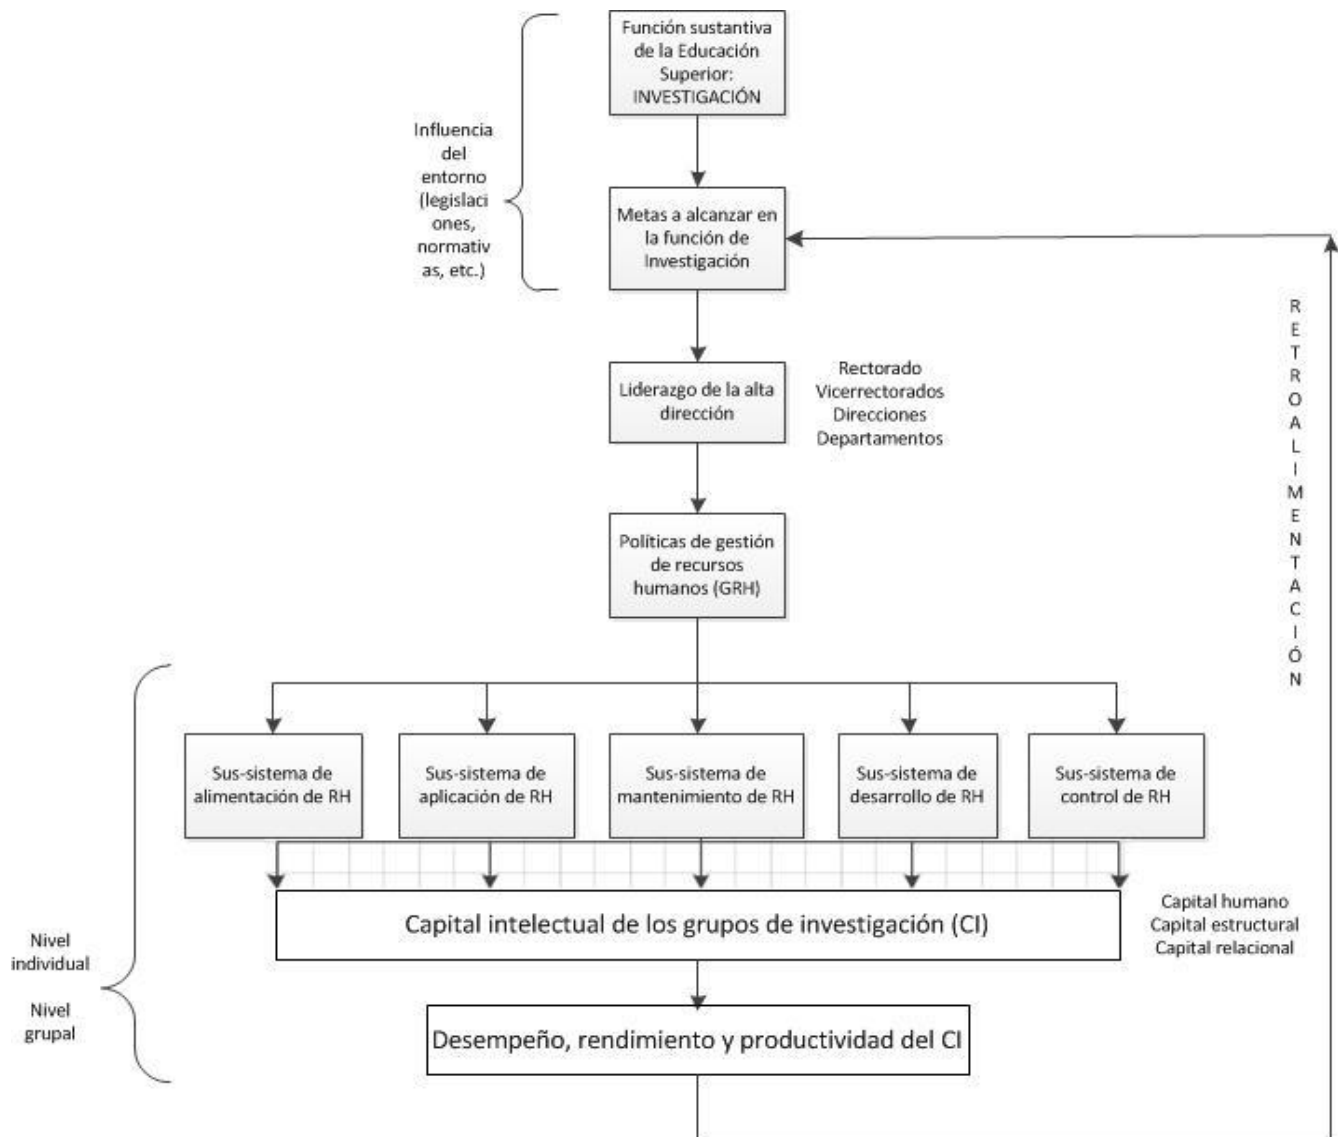 Función sustantiva
de la Educación
Superior:
INVESTIGACIÓN
Influencia
del
entorno
(legislaci
ones,
normativ
as, etc.)
Metas a alcanzar en
la función de
Investigación
Liderazgo de la alta
dirección
Rectorado
Vicerrectorados
Direcciones
Departamentos
Políticas de gestión
de recursos
humanos (GRH)
R
E
T
R
O
A
L
I
M
E
N
T
A
C
I
Ó
N
Sus-sistema de
alimentación de RH
Sus-sistema de
aplicación de RH
Sus-sistema de
mantenimiento de RH
Sus-sistema de
desarrollo de RH
Sus-sistema de
control de RH
Capital intelectual de los grupos de investigación (CI)
Capital humano
Capital estructural
Capital relacional
Nivel
individual
Nivel
grupal
Desempeño, rendimiento y productividad del CI